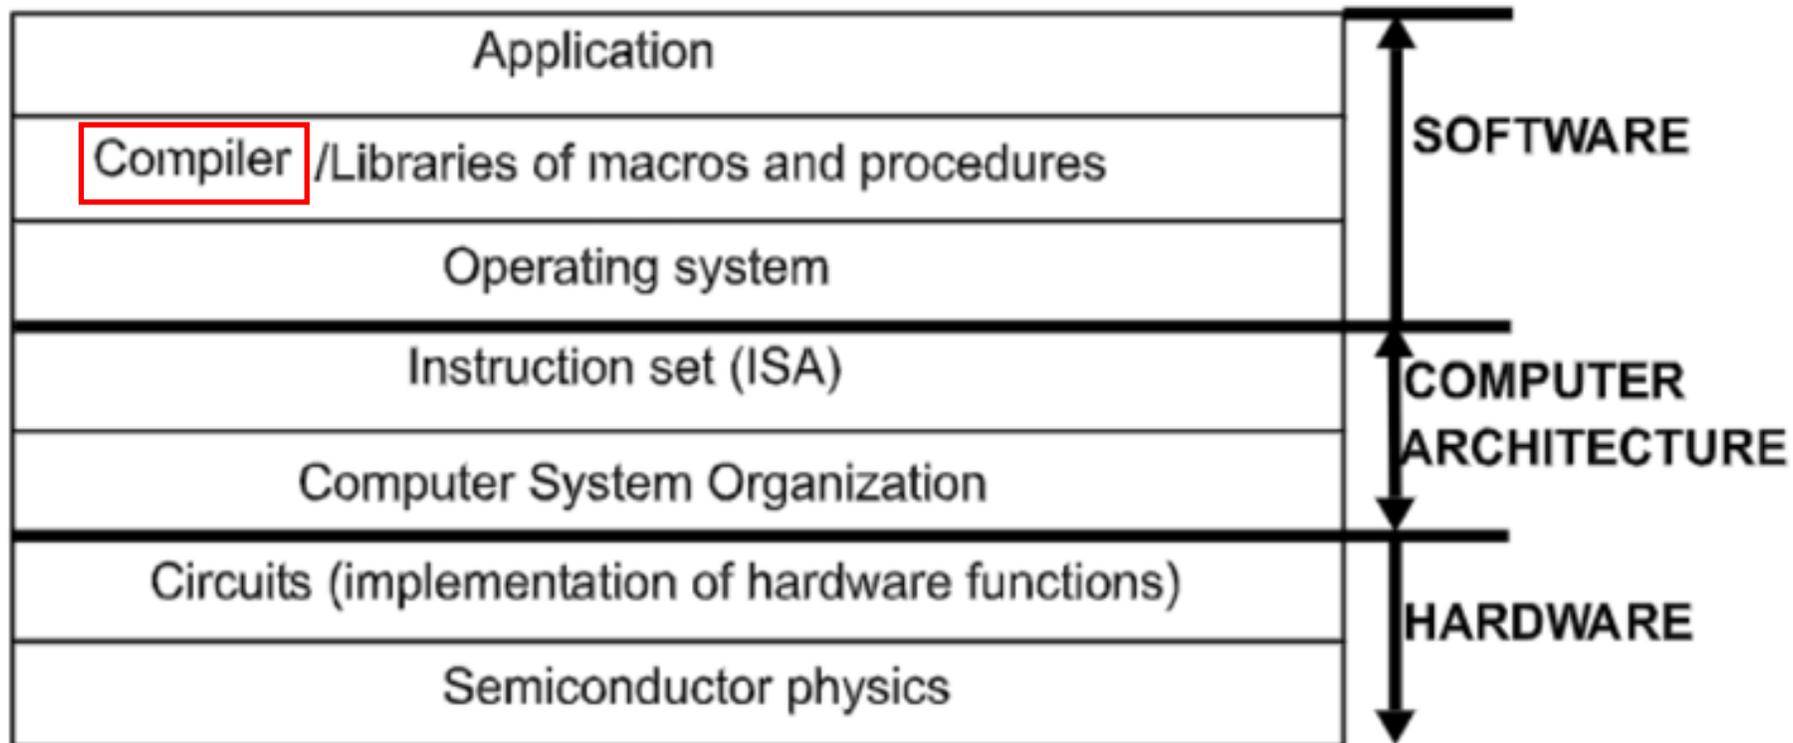 Application
Compiler /Libraries of macros and procedures
SOFTWARE
Operating system
Instruction set (ISA)
COMPUTER
ARCHITECTURE
Computer System Organization
Circuits (implementation of hardware functions)
HARDWARE
Semiconductor physics